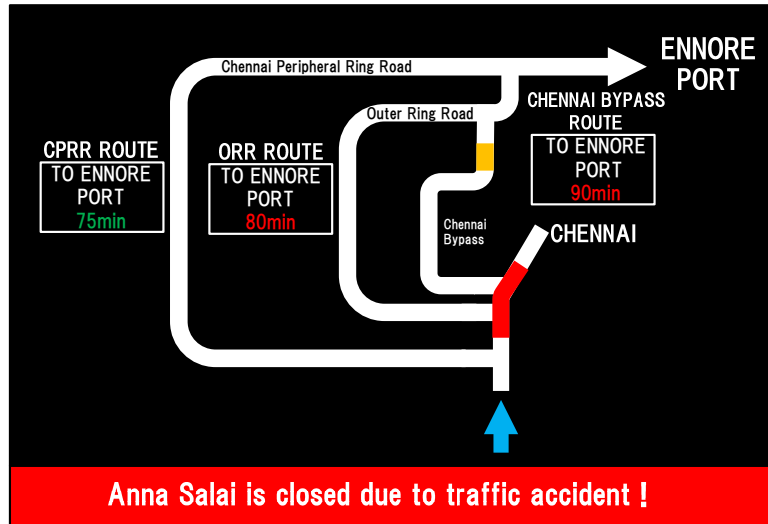 Chennai Peripheral Ring Road
ENNORE
PORT
Outer Ring Road
CHENNAI BYPASS
ROUTE
TO ENNORE
PORT
90min
CPRR ROUTE
TO ENNORE
PORT
75min
ORR ROUTE
TO ENNORE
PORT
80min
Chennai
Bypass
CHENNAI
Anna Salai is closed due to traffic accident !